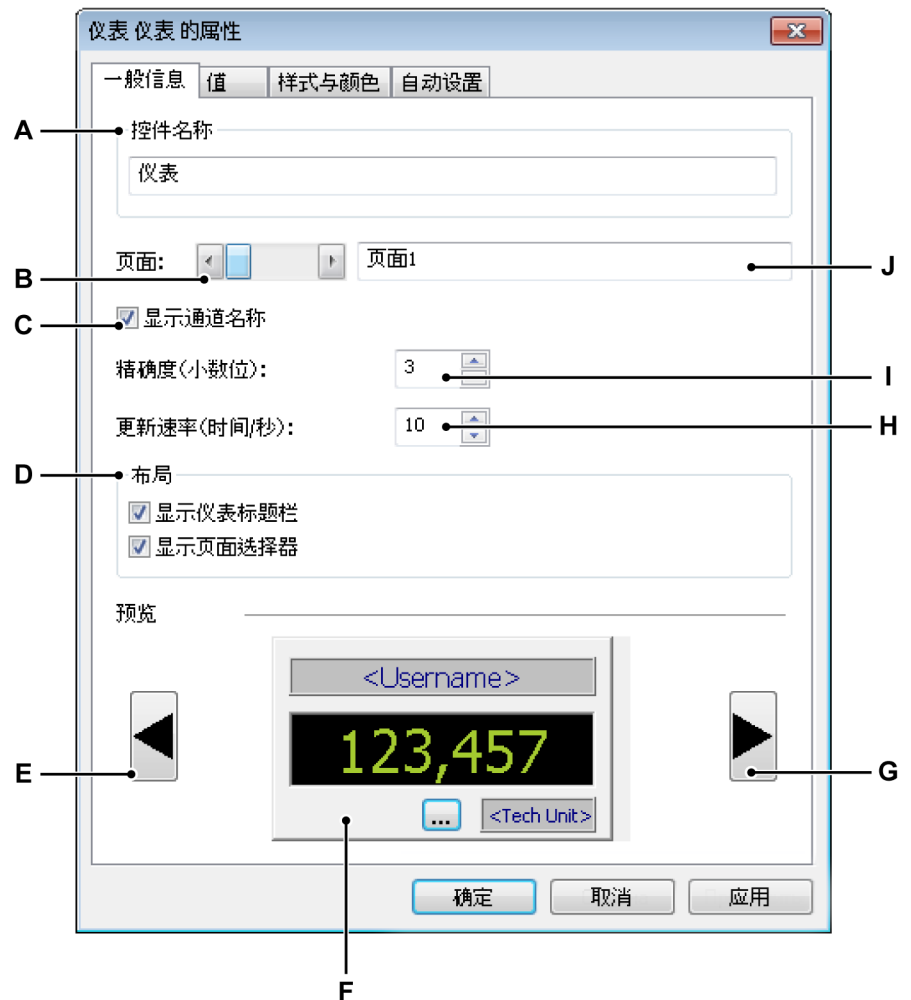 仪表 仪表 的属性
一般信息 值 样式与颜色 自动设置
A 控件名称
仪表
页面: 页面1 J
B
C 显示通道名称
精确度(小数位): 3 I
更新速率(时间/秒): 10 H
D 布局
显示仪表标题栏
显示页面选择器
预览
<Username>
123,457
E G
... <Tech Unit>
确定 取消 应用
F